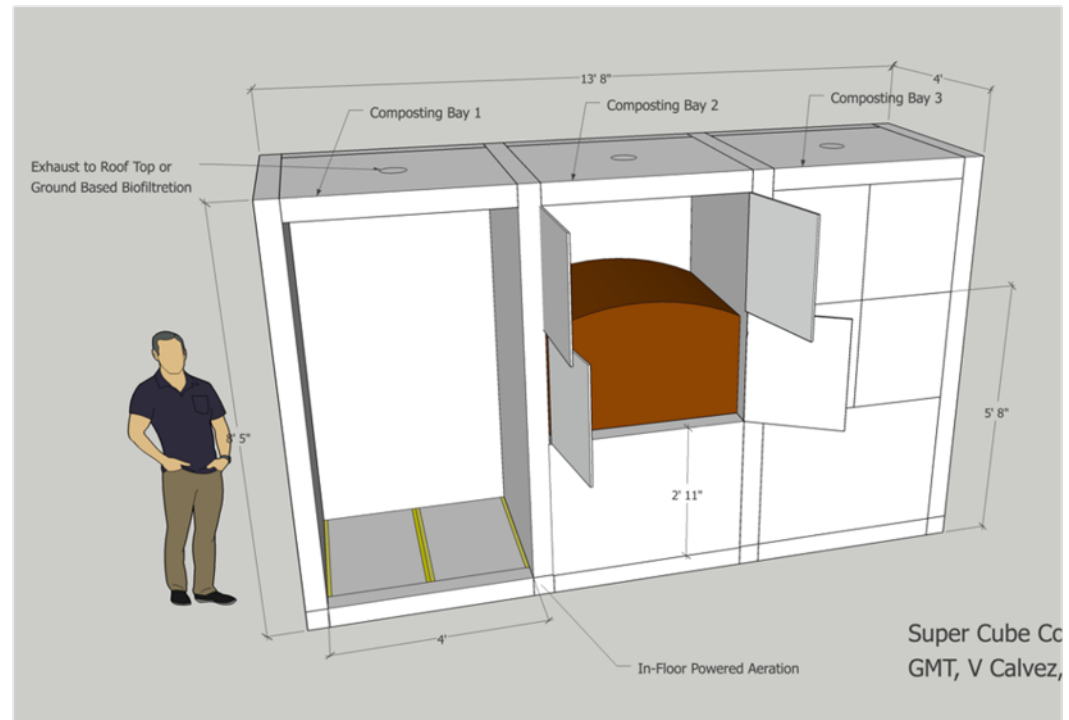 13' 8"
4'
Composting Bay 1
Composting Bay 2
Composting Bay 3
Exhaust to Roof Top or
Ground Based Biofiltretion
8' 5"
5' 8"
2' 11"
4'
In-Floor Powered Aeration
Super Cube Co
GMT, V Calvez,